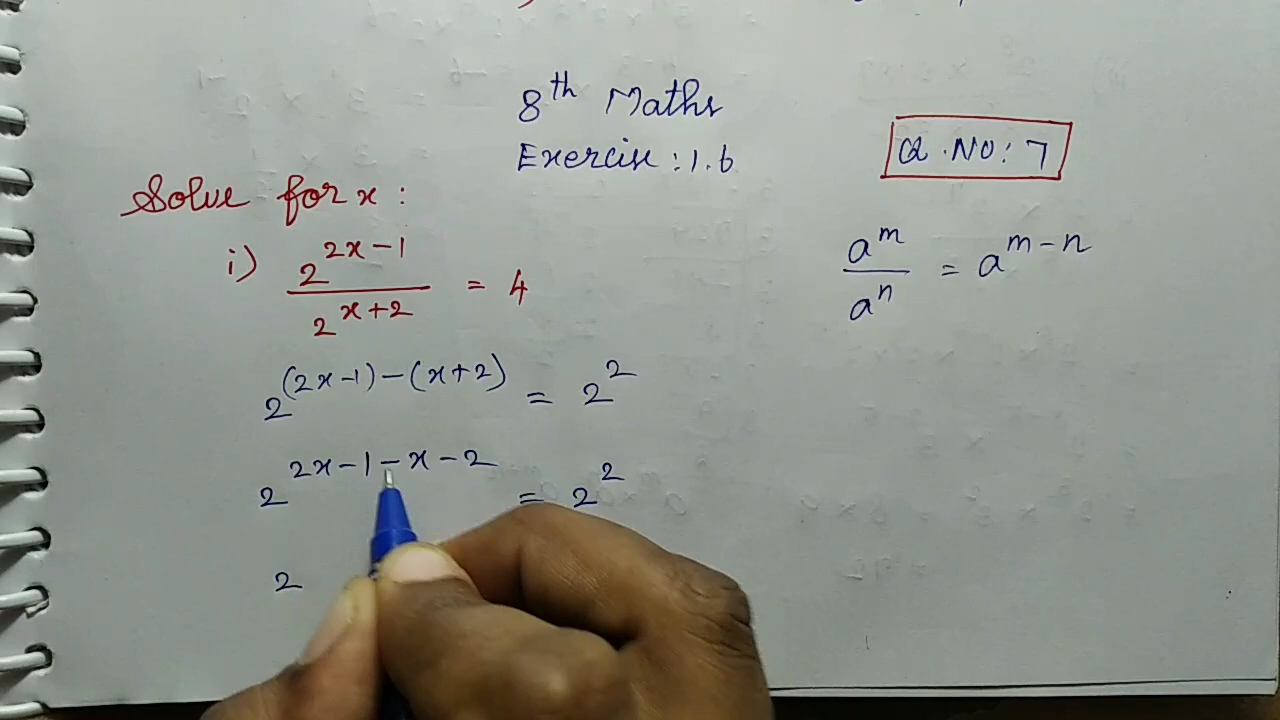 8th Maths
Exercise : 1.6
Q.No: 7
Solve for x :
i) 2^(2x-1) / 2^(x+2) = 4
a^m / a^n = a^(m-n)
2^((2x-1)-(x+2)) = 2^2
2^(2x-1-x-2) = 2^2
2